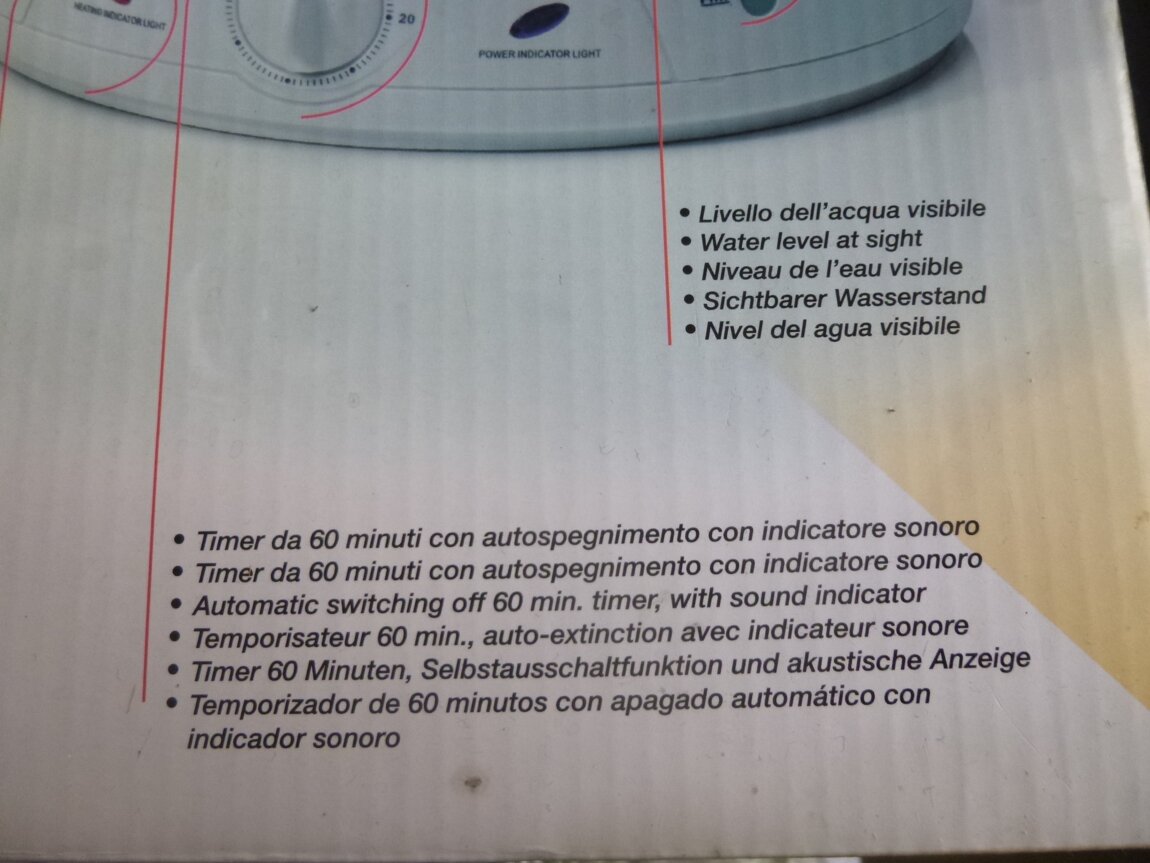 HEATING INDICATOR LIGHT
20
POWER INDICATOR LIGHT
• Livello dell'acqua visibile
• Water level at sight
• Niveau de l'eau visible
• Sichtbarer Wasserstand
• Nivel del agua visibile
• Timer da 60 minuti con autospegnimento con indicatore sonoro
• Timer da 60 minuti con autospegnimento con indicatore sonoro
• Automatic switching off 60 min. timer, with sound indicator
• Temporisateur 60 min., auto-extinction avec indicateur sonore
• Timer 60 Minuten, Selbstausschaltfunktion und akustische Anzeige
• Temporizador de 60 minutos con apagado automático con
indicador sonoro